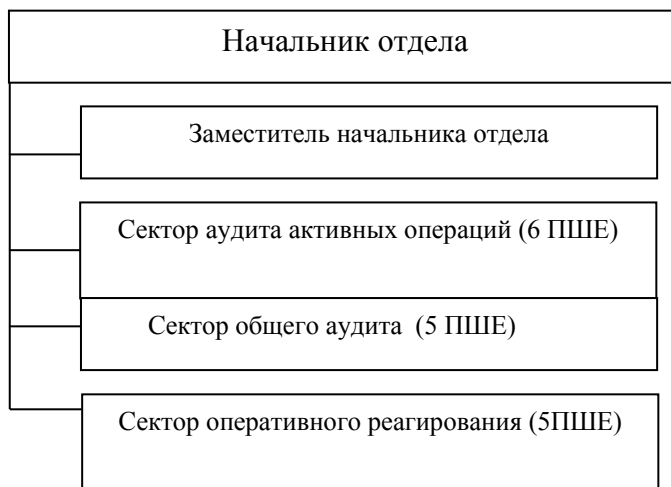 Начальник отдела
Заместитель начальника отдела
Сектор аудита активных операций (6 ПШЕ)
Сектор общего аудита (5 ПШЕ)
Сектор оперативного реагирования (5ПШЕ)